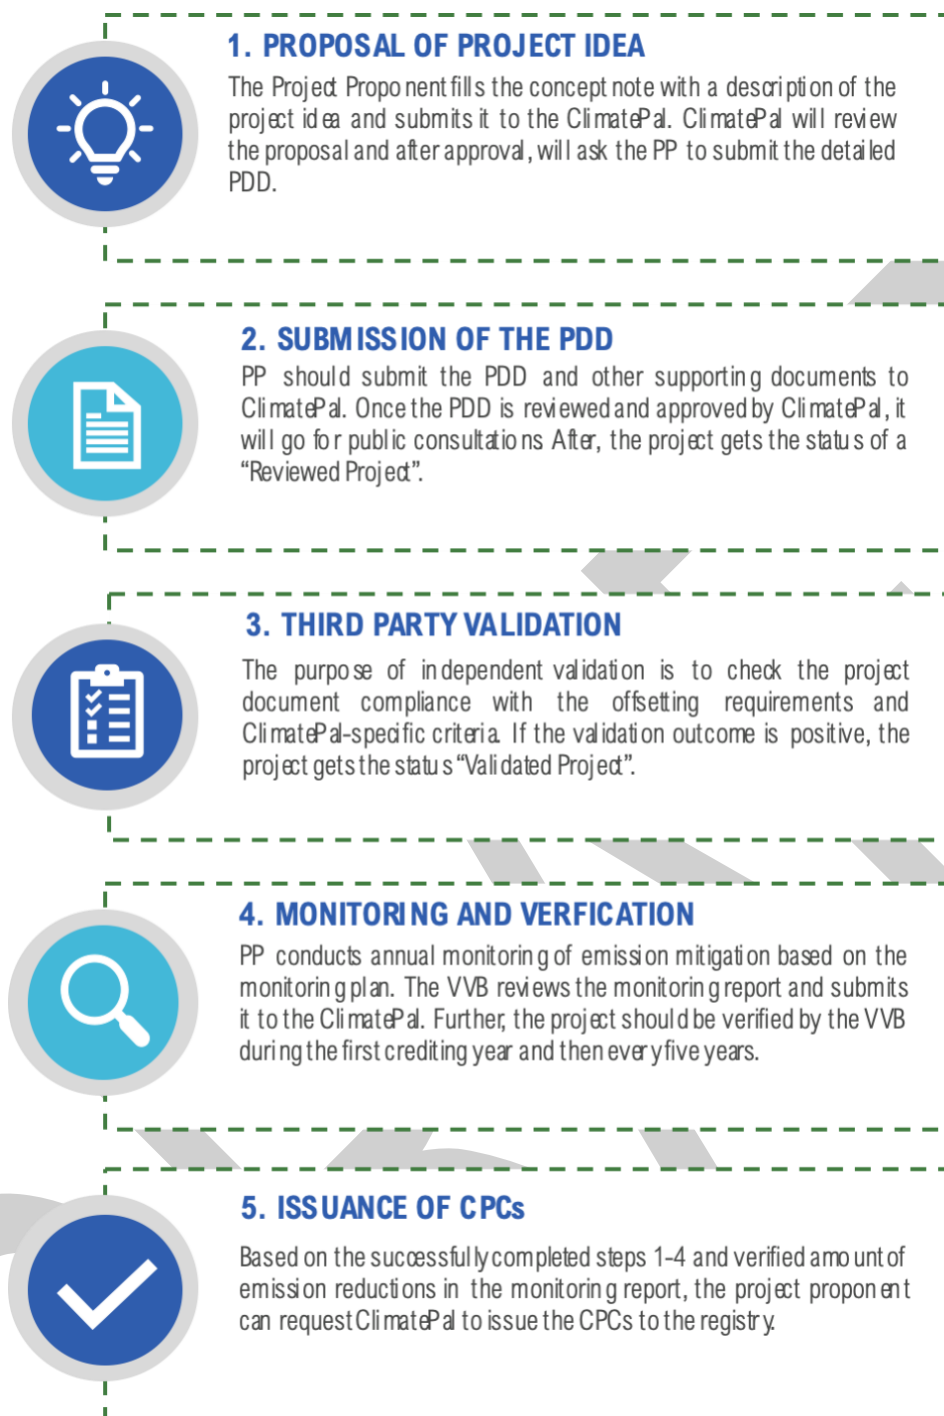 1. PROPOSAL OF PROJECT IDEA
The Project Proponent fills the concept note with a description of the
project idea and submits it to the ClimatePal. ClimatePal will review
the proposal and after approval, will ask the PP to submit the detailed
PDD.
2. SUBMISSION OF THE PDD
PP should submit the PDD and other supporting documents to
ClimatePal. Once the PDD is reviewed and approved by ClimatePal, it
will go for public consultations. After, the project gets the status of a
“Reviewed Project”.
3. THIRD PARTY VALIDATION
The purpose of independent validation is to check the project
document compliance with the offsetting requirements and
ClimatePal-specific criteria. If the validation outcome is positive, the
project gets the status “Validated Project”.
4. MONITORING AND VERFICATION
PP conducts annual monitoring of emission mitigation based on the
monitoring plan. The VVB reviews the monitoring report and submits
it to the ClimatePal. Further, the project should be verified by the VVB
during the first crediting year and then every five years.
5. ISSUANCE OF CPCs
Based on the successfully completed steps 1-4 and verified amount of
emission reductions in the monitoring report, the project proponent
can request ClimatePal to issue the CPCs to the registry.